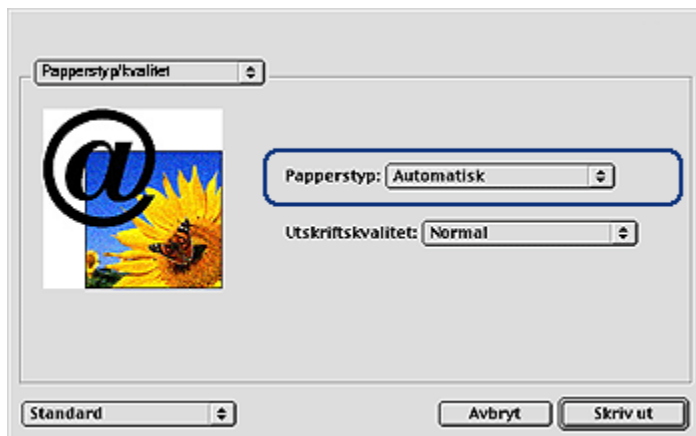 Papperstyp/kvalitet
@
Papperstyp: Automatisk
Utskriftskvalitet: Normal
Standard
Avbryt
Skriv ut